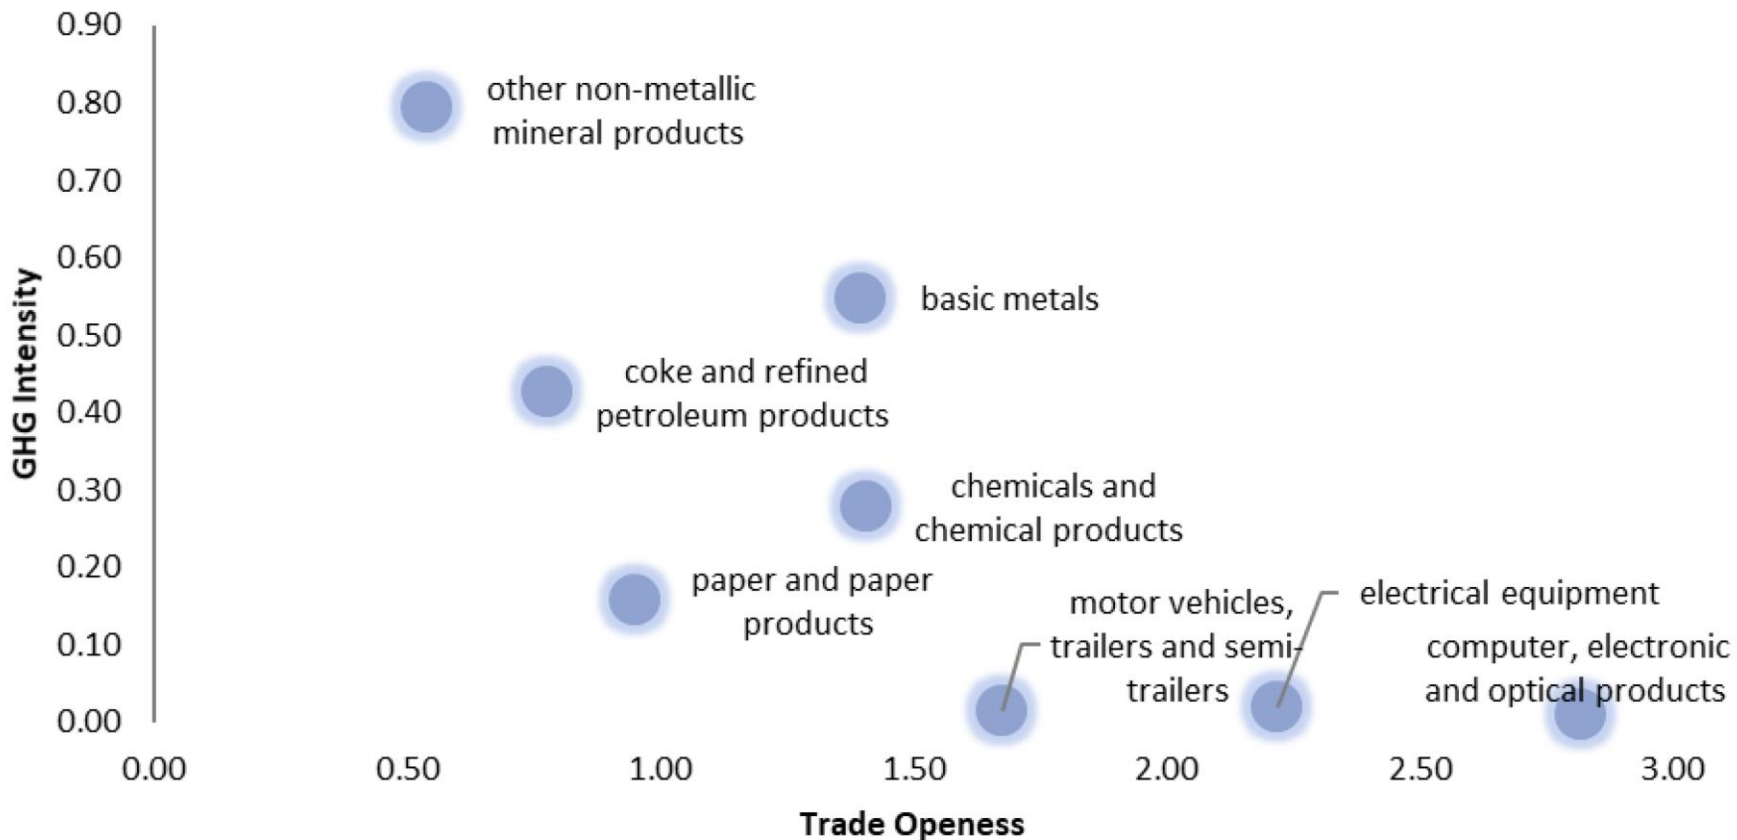 0.90
0.80
0.70
0.60
0.50
0.40
0.30
0.20
0.10
0.00
GHG Intensity
other non-metallic
mineral products
basic metals
coke and refined
petroleum products
chemicals and
chemical products
paper and paper
products
motor vehicles,
trailers and semi-
trailers
electrical equipment
computer, electronic
and optical products
0.00
0.50
1.00
1.50
2.00
2.50
3.00
Trade Openess